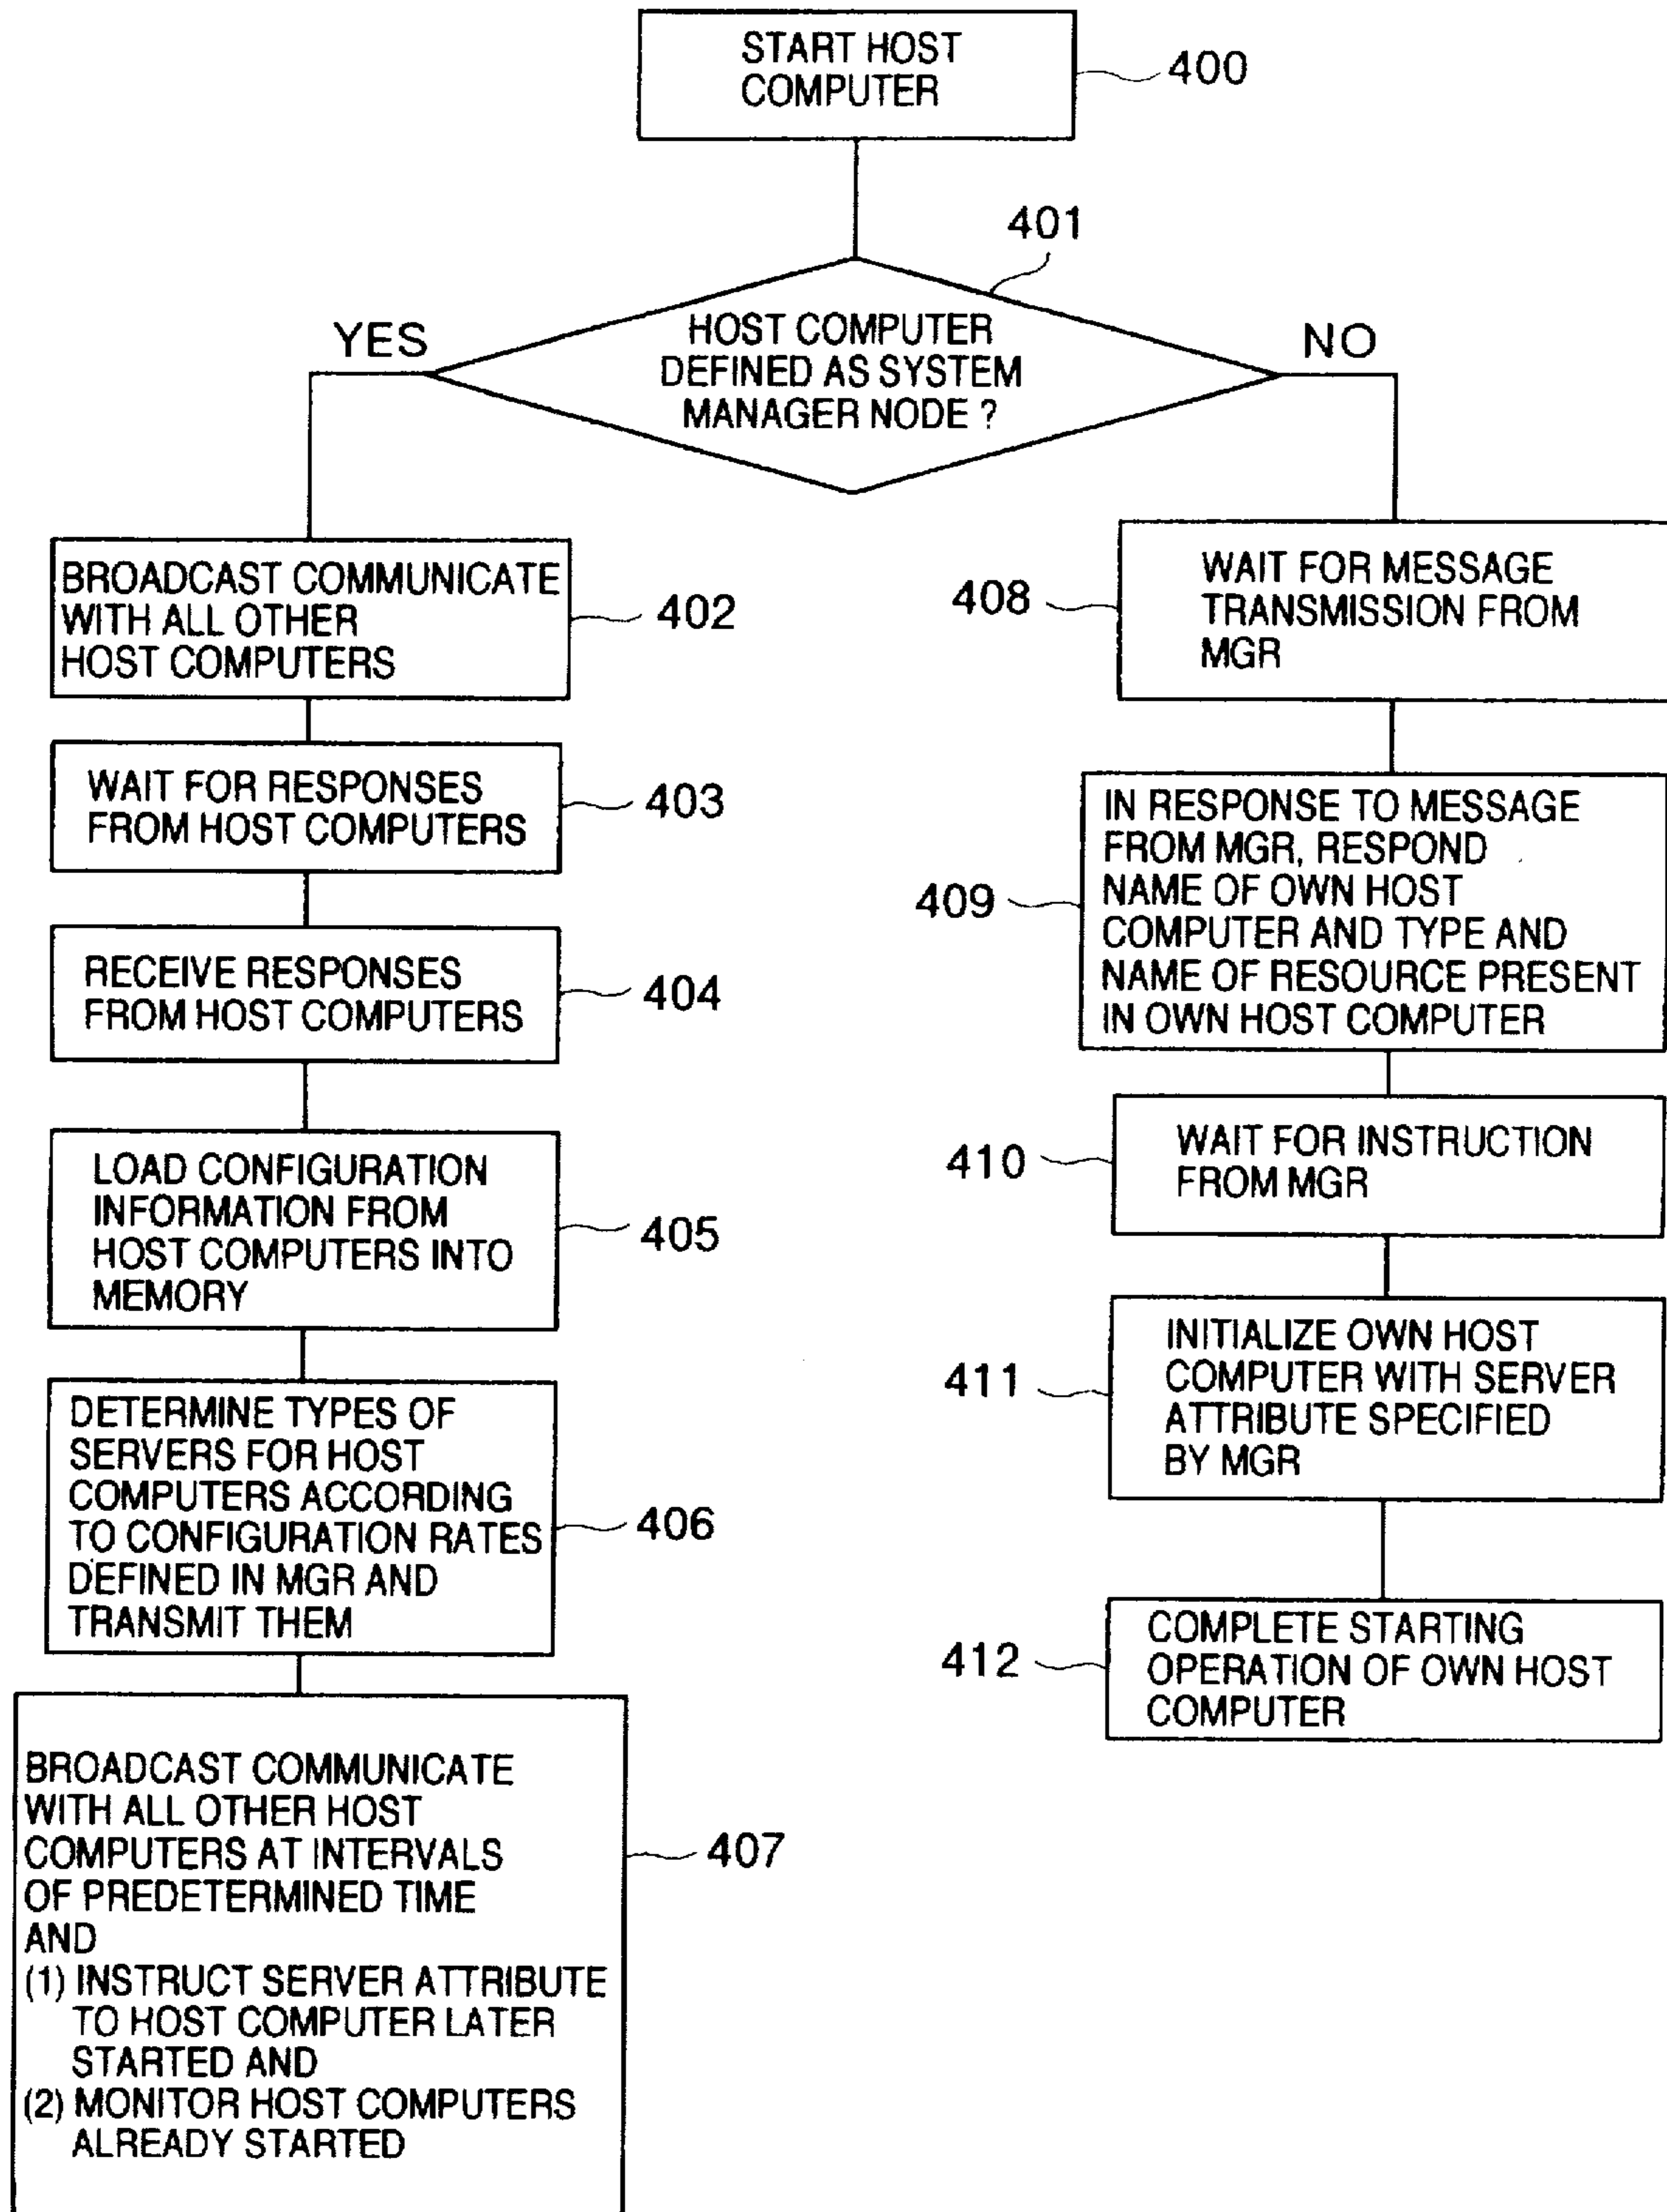 START HOST
COMPUTER
400
401
YES
HOST COMPUTER
DEFINED AS SYSTEM
MANAGER NODE ?
NO
BROADCAST COMMUNICATE
WITH ALL OTHER
HOST COMPUTERS
402
WAIT FOR RESPONSES
FROM HOST COMPUTERS
403
RECEIVE RESPONSES
FROM HOST COMPUTERS
404
LOAD CONFIGURATION
INFORMATION FROM
HOST COMPUTERS INTO
MEMORY
405
DETERMINE TYPES OF
SERVERS FOR HOST
COMPUTERS ACCORDING
TO CONFIGURATION RATES
DEFINED IN MGR AND
TRANSMIT THEM
406
BROADCAST COMMUNICATE
WITH ALL OTHER HOST
COMPUTERS AT INTERVALS
OF PREDETERMINED TIME
AND
(1) INSTRUCT SERVER ATTRIBUTE
TO HOST COMPUTER LATER
STARTED AND
(2) MONITOR HOST COMPUTERS
ALREADY STARTED
407
408
WAIT FOR MESSAGE
TRANSMISSION FROM
MGR
409
IN RESPONSE TO MESSAGE
FROM MGR, RESPOND
NAME OF OWN HOST
COMPUTER AND TYPE AND
NAME OF RESOURCE PRESENT
IN OWN HOST COMPUTER
410
WAIT FOR INSTRUCTION
FROM MGR
411
INITIALIZE OWN HOST
COMPUTER WITH SERVER
ATTRIBUTE SPECIFIED
BY MGR
412
COMPLETE STARTING
OPERATION OF OWN HOST
COMPUTER